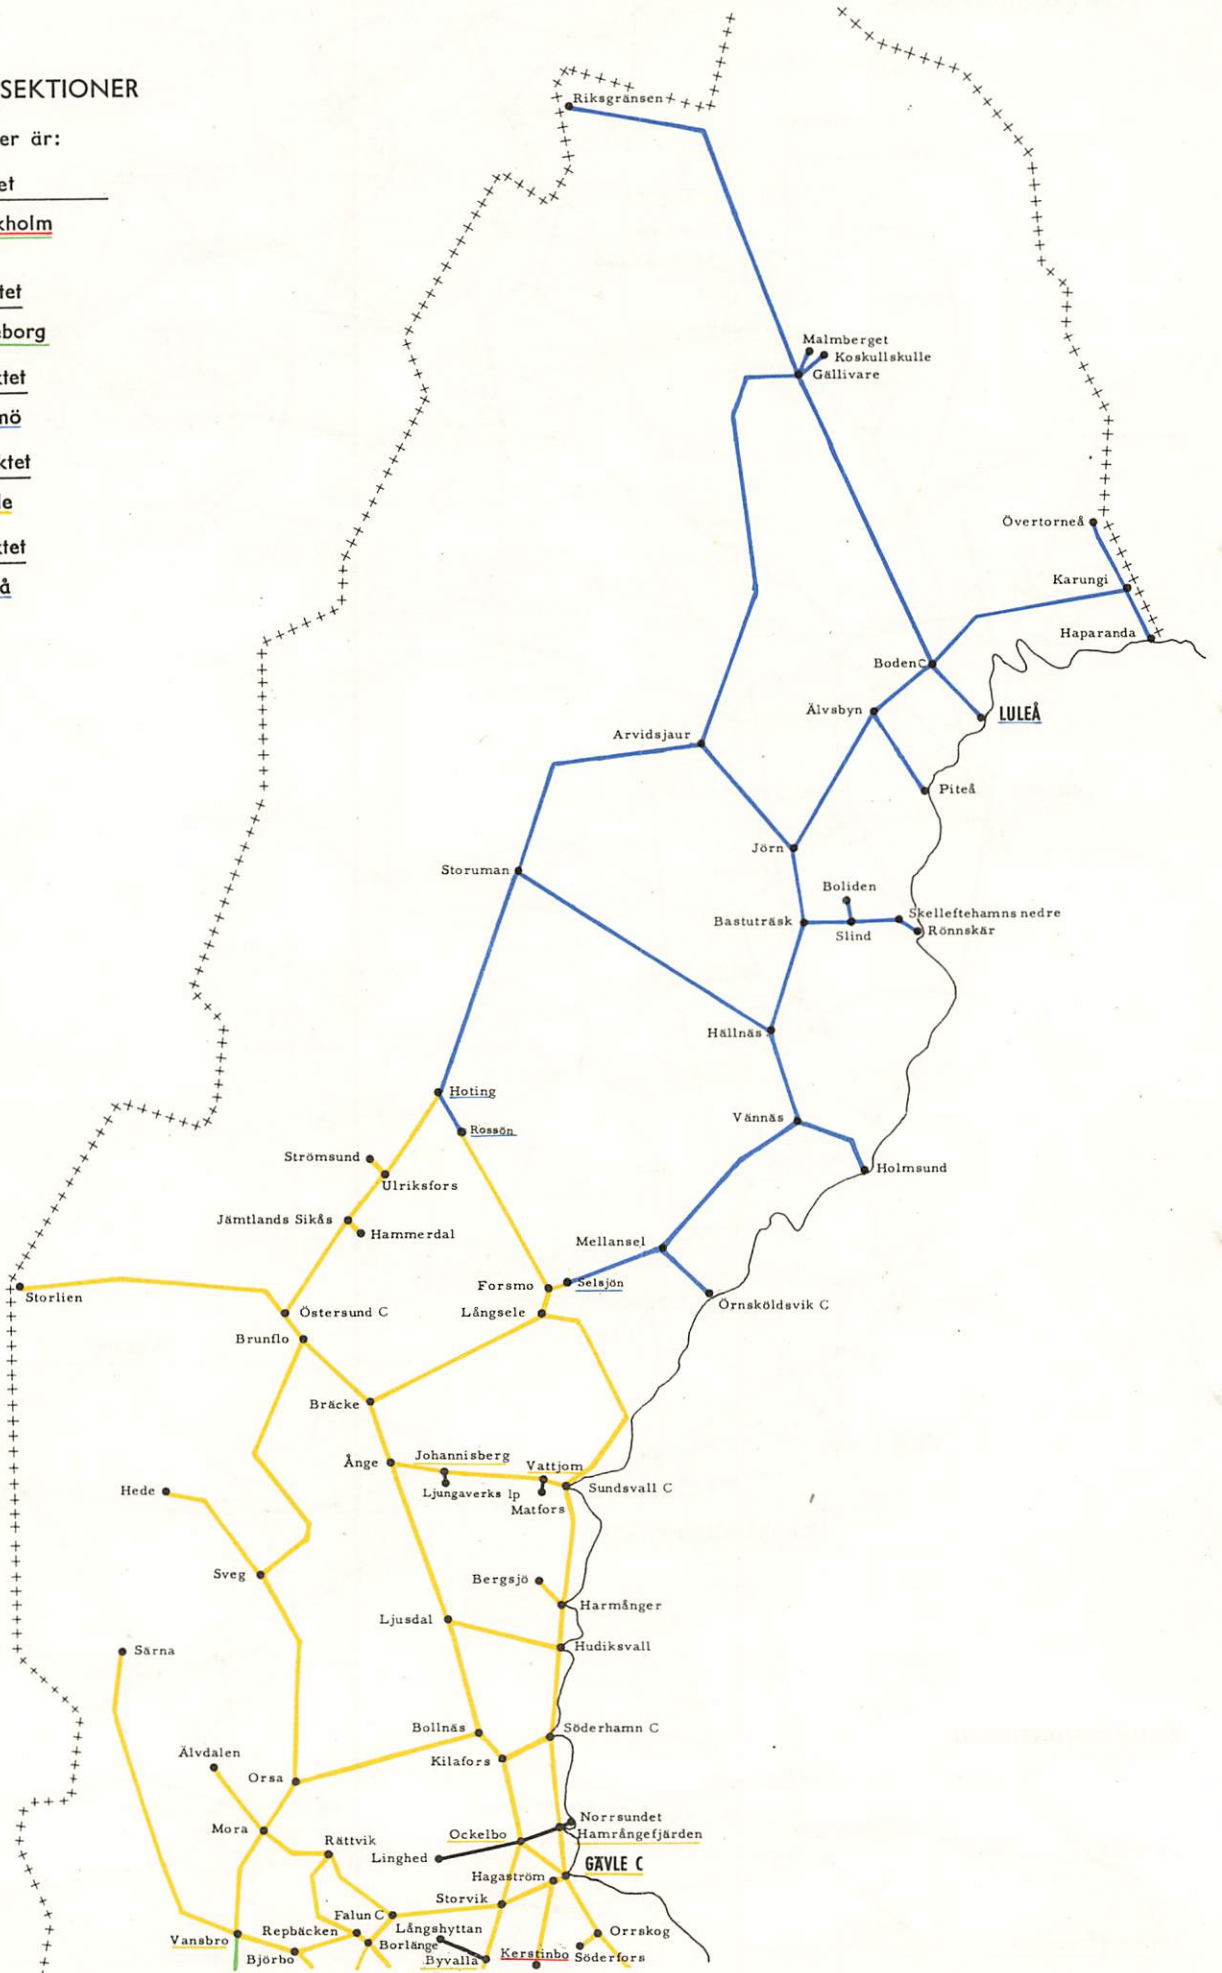 SEKTIONER
er är:
et
kholm
tet
borg
ktet
mö
ktet
le
ktet
å
Riksgränsen
Malmberget
Koskullskulle
Gällivare
Övertorneå
Karungi
Haparanda
Boden C
Älvsbyn
LULEÅ
Arvidsjaur
Piteå
Jörn
Storuman
Boliden
Skelleftehamns nedre
Bastuträsk
Slind
Rönnskär
Hällnäs
Hoting
Vännäs
Rossön
Strömsund
Holmsund
Ulriksfors
Jämtlands Sikås
Hammerdal
Mellansel
Forsmo
Selsjön
Storlien
Örnsköldsvik C
Östersund C
Långsele
Brunflo
Bräcke
Johannisberg
Ånge
Vattjom
Hede
Ljungaverks lp
Sundsvall C
Matfors
Sveg
Bergsjö
Harmånger
Ljusdal
Hudiksvall
Särna
Bollnäs
Söderhamn C
Älvdalen
Kilafors
Orsa
Norrsundet
Mora
Ockelbo
Hamrångefjärden
Rättvik
Linghed
GÄVLE C
Hagaström
Storvik
Falun C
Långshyttan
Orrskog
Repbäcken
Vansbro
Borlänge
Kerstinbo
Björbo
Byvalla
Söderfors